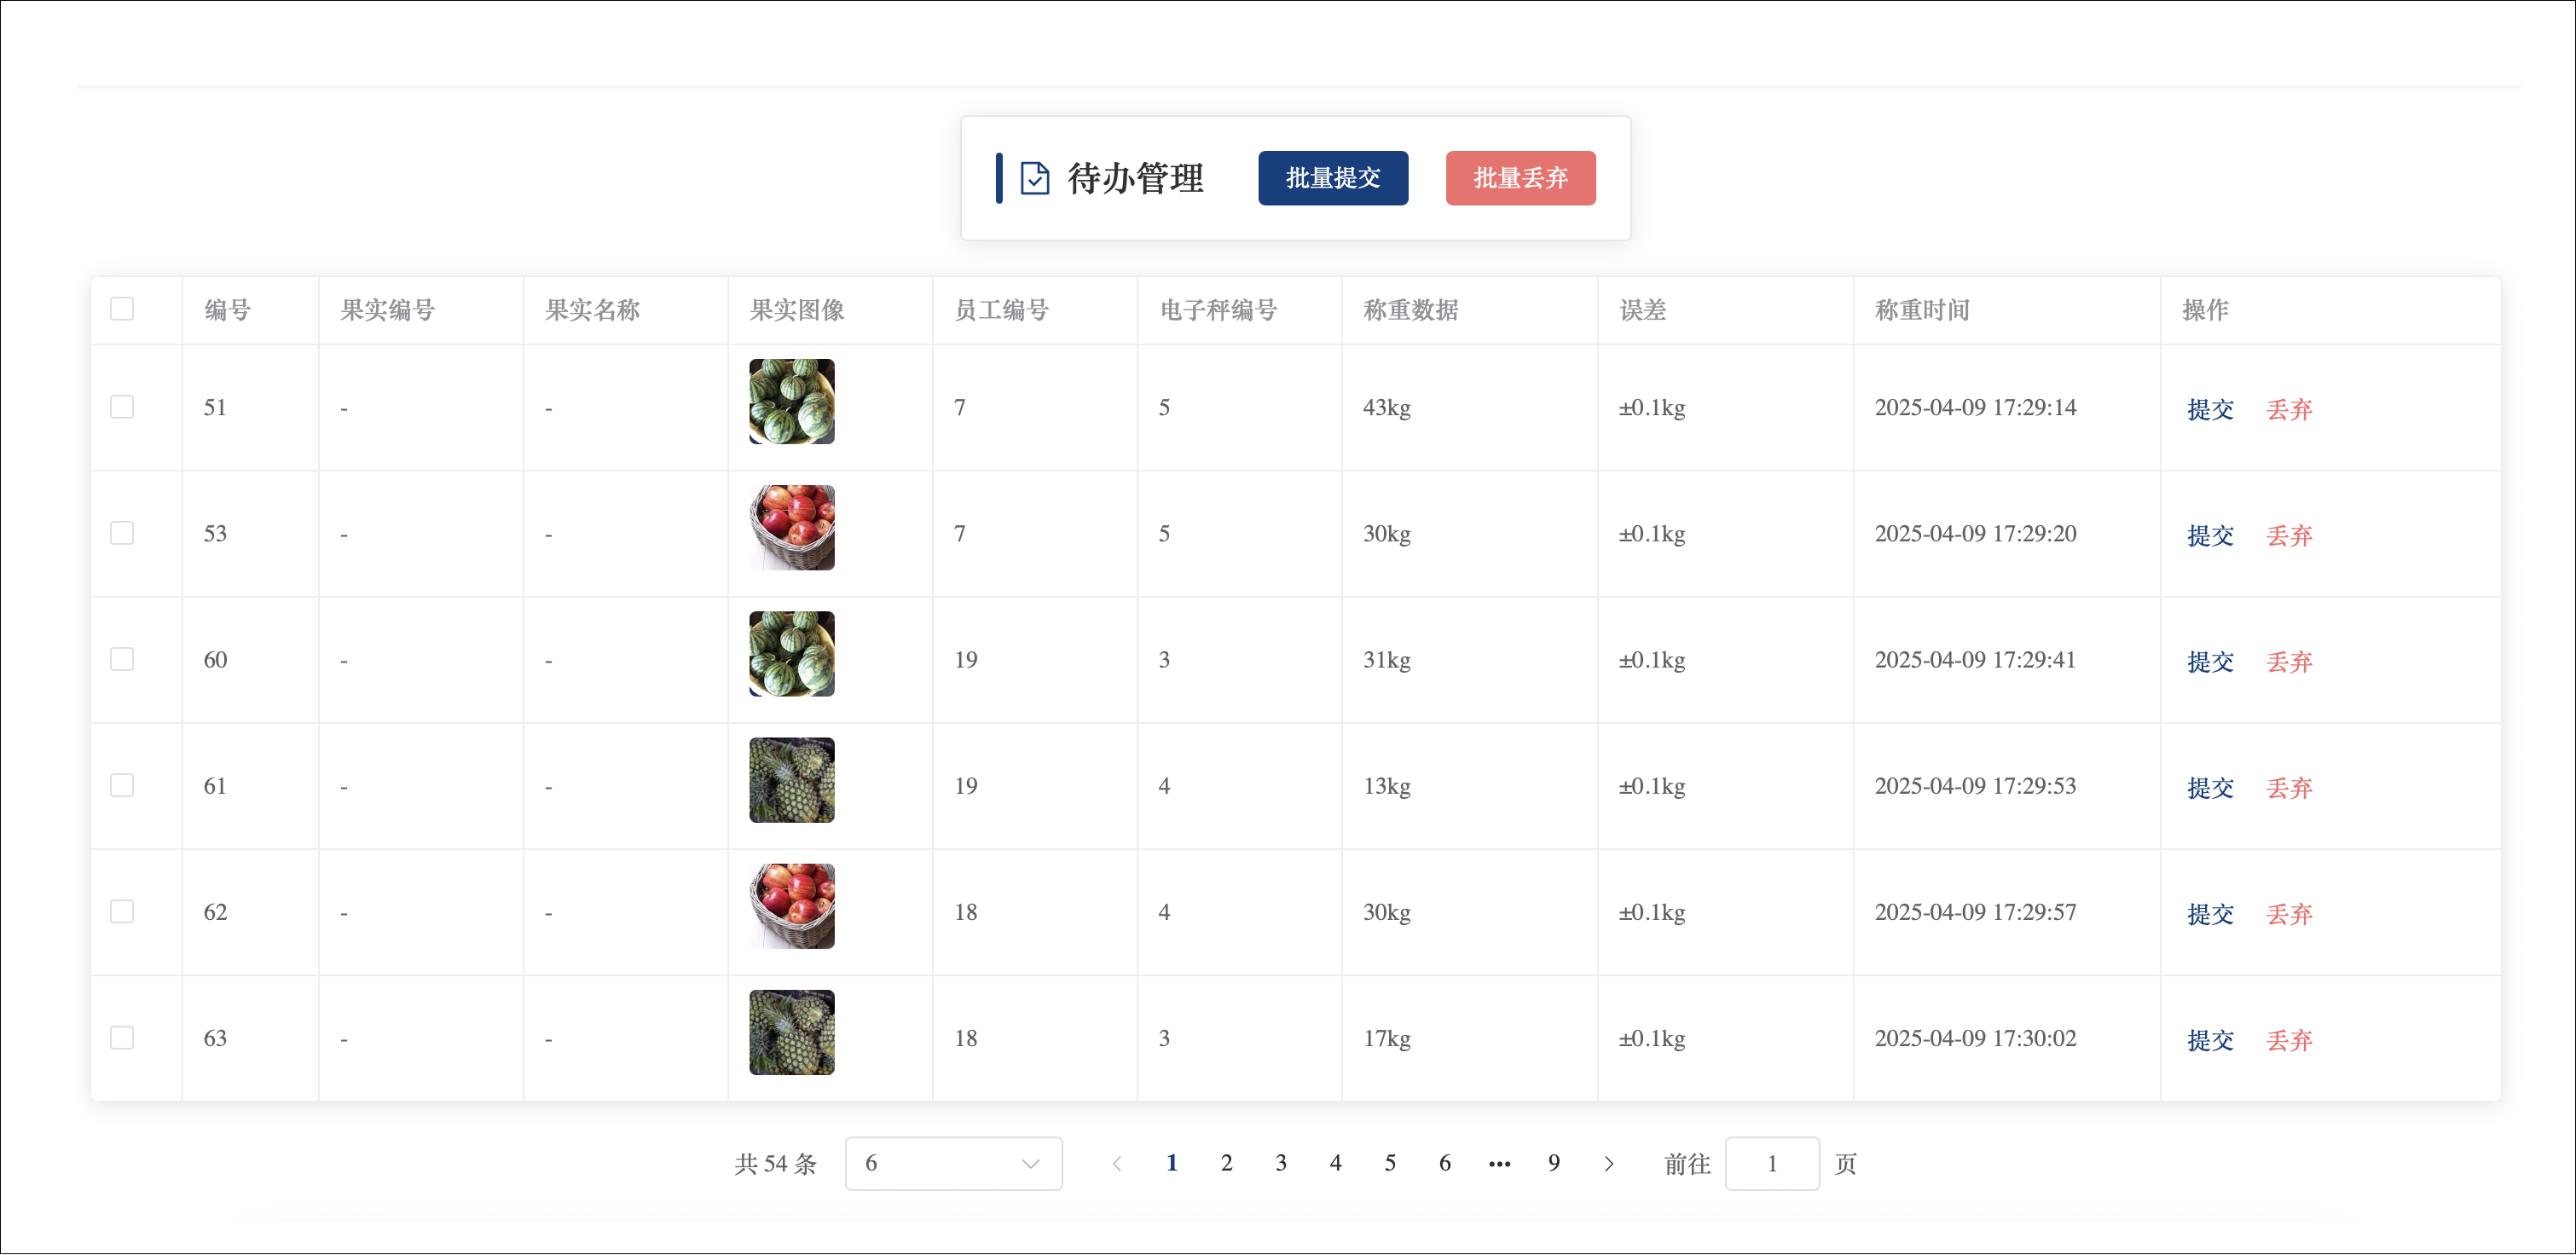 待办管理 批量提交 批量丢弃
编号 果实编号 果实名称 果实图像 员工编号 电子秤编号 称重数据 误差 称重时间 操作
51 - - 7 5 43kg ±0.1kg 2025-04-09 17:29:14 提交 丢弃
53 - - 7 5 30kg ±0.1kg 2025-04-09 17:29:20 提交 丢弃
60 - - 19 3 31kg ±0.1kg 2025-04-09 17:29:41 提交 丢弃
61 - - 19 4 13kg ±0.1kg 2025-04-09 17:29:53 提交 丢弃
62 - - 18 4 30kg ±0.1kg 2025-04-09 17:29:57 提交 丢弃
63 - - 18 3 17kg ±0.1kg 2025-04-09 17:30:02 提交 丢弃
共 54 条 6 1 2 3 4 5 6 ••• 9 前往 1 页